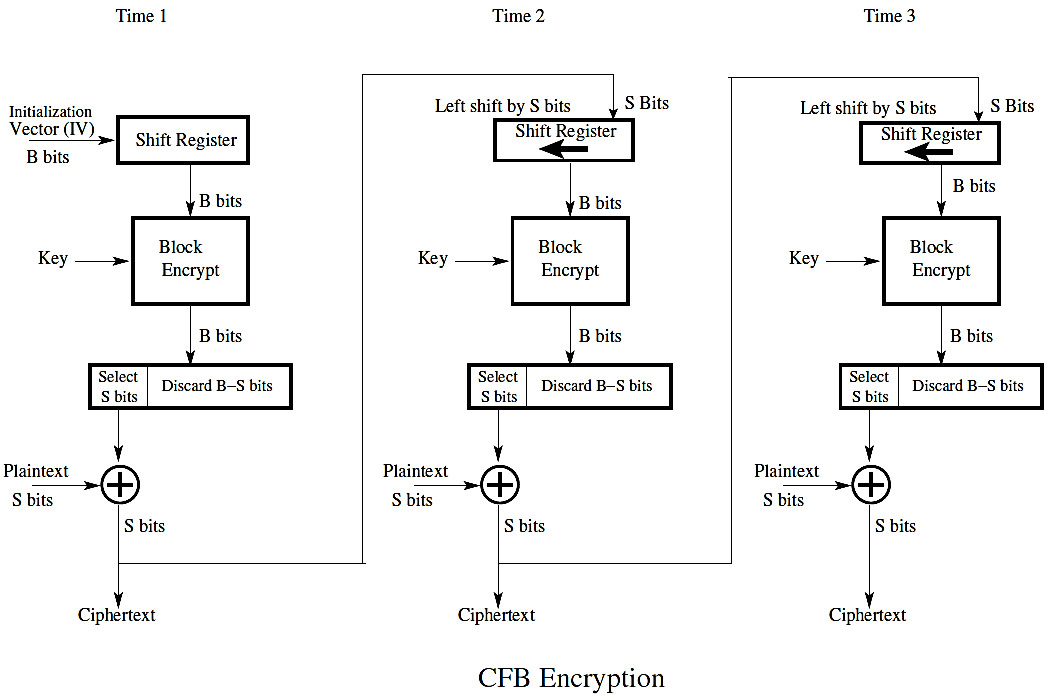 Time 1
Time 2
Time 3
Initialization
Vector (IV)
B bits
Shift Register
Left shift by S bits
S Bits
Shift Register
Left shift by S bits
S Bits
Shift Register
B bits
B bits
B bits
Key
Block
Encrypt
Key
Block
Encrypt
Key
Block
Encrypt
B bits
B bits
B bits
Select
S bits
Discard B−S bits
Select
S bits
Discard B−S bits
Select
S bits
Discard B−S bits
Plaintext
S bits
Plaintext
S bits
Plaintext
S bits
S bits
S bits
S bits
Ciphertext
Ciphertext
Ciphertext
CFB Encryption